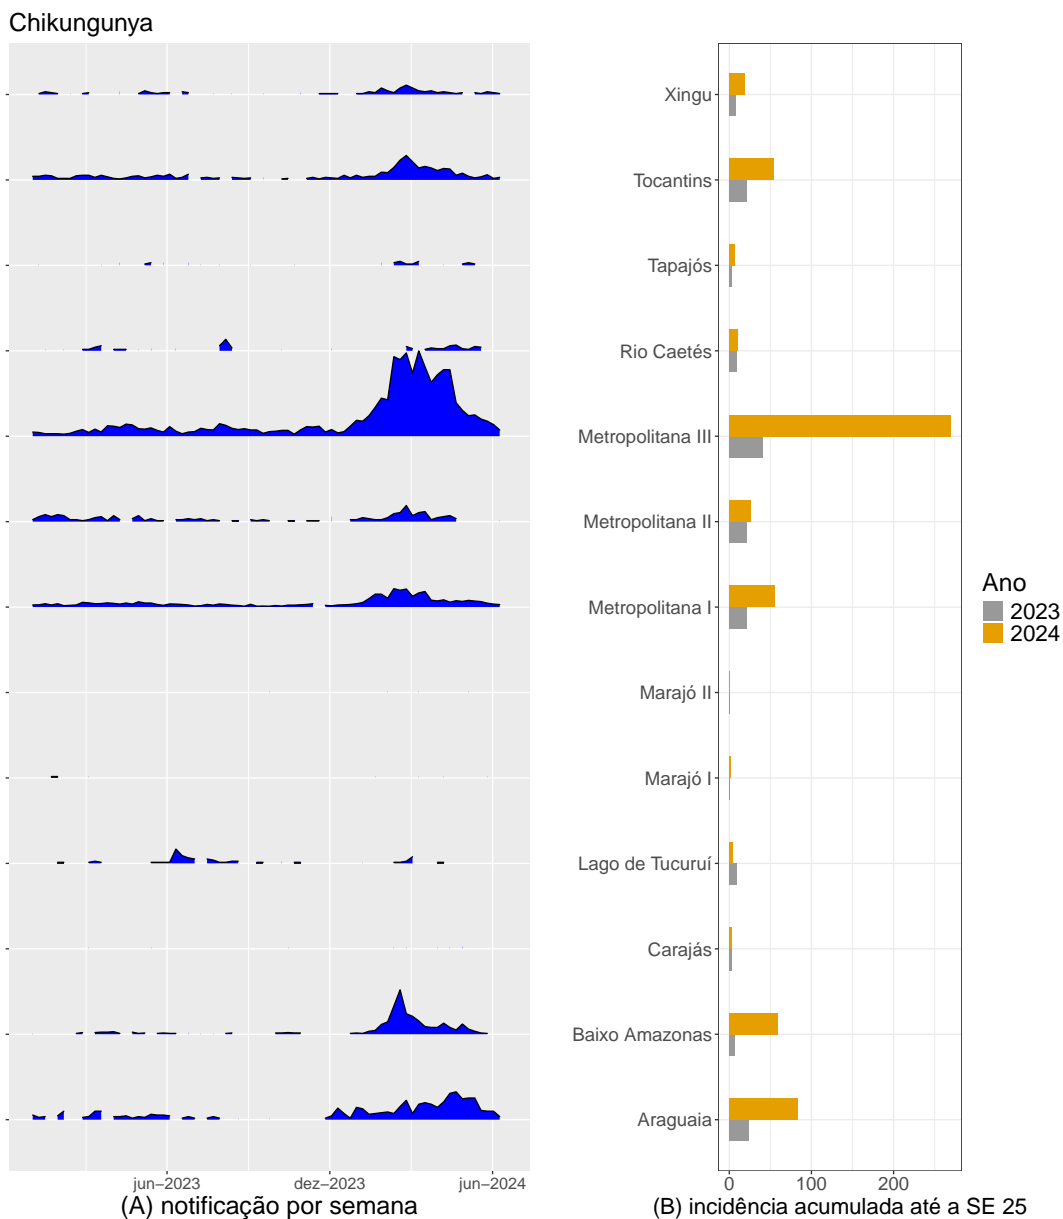 Chikungunya
jun–2023
dez–2023
jun–2024
(A) notificação por semana
Xingu
Tocantins
Tapajós
Rio Caetés
Metropolitana III
Metropolitana II
Metropolitana I
Marajó II
Marajó I
Lago de Tucuruí
Carajás
Baixo Amazonas
Araguaia
0
100
200
(B) incidência acumulada até a SE 25
Ano
2023
2024